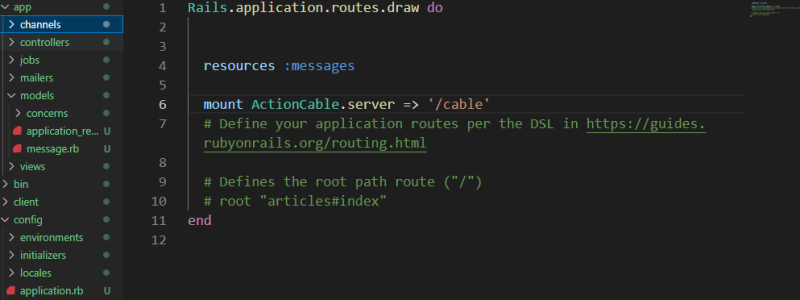 app
channels
controllers
jobs
mailers
models
concerns
application_re... U
message.rb U
views
bin
client
config
environments
initializers
locales
application.rb U
1 Rails.application.routes.draw do
2
3
4 resources :messages
5
6 mount ActionCable.server => '/cable'
7 # Define your application routes per the DSL in https://guides.
rubyonrails.org/routing.html
8
9 # Defines the root path route ("/")
10 # root "articles#index"
11 end
12